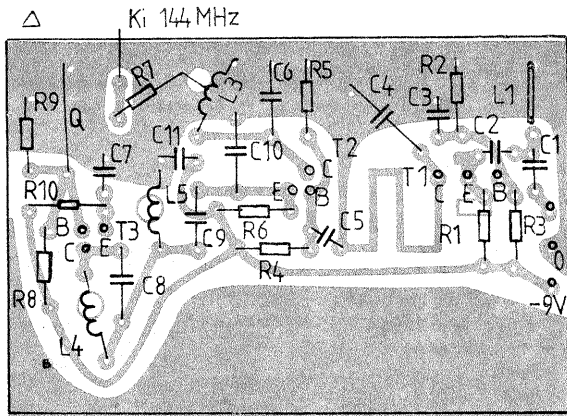 △ Ki 144 MHz
R7 L3 C6 R5 C4 R2 L1
R9 Q C3
C11 C10 T2 C2 C1
C7 C T1
R10 L5 E B C E B
B E T3 C9 R6 C5 R1 R3
C R4 0
R8 C8 -9V
L4
B